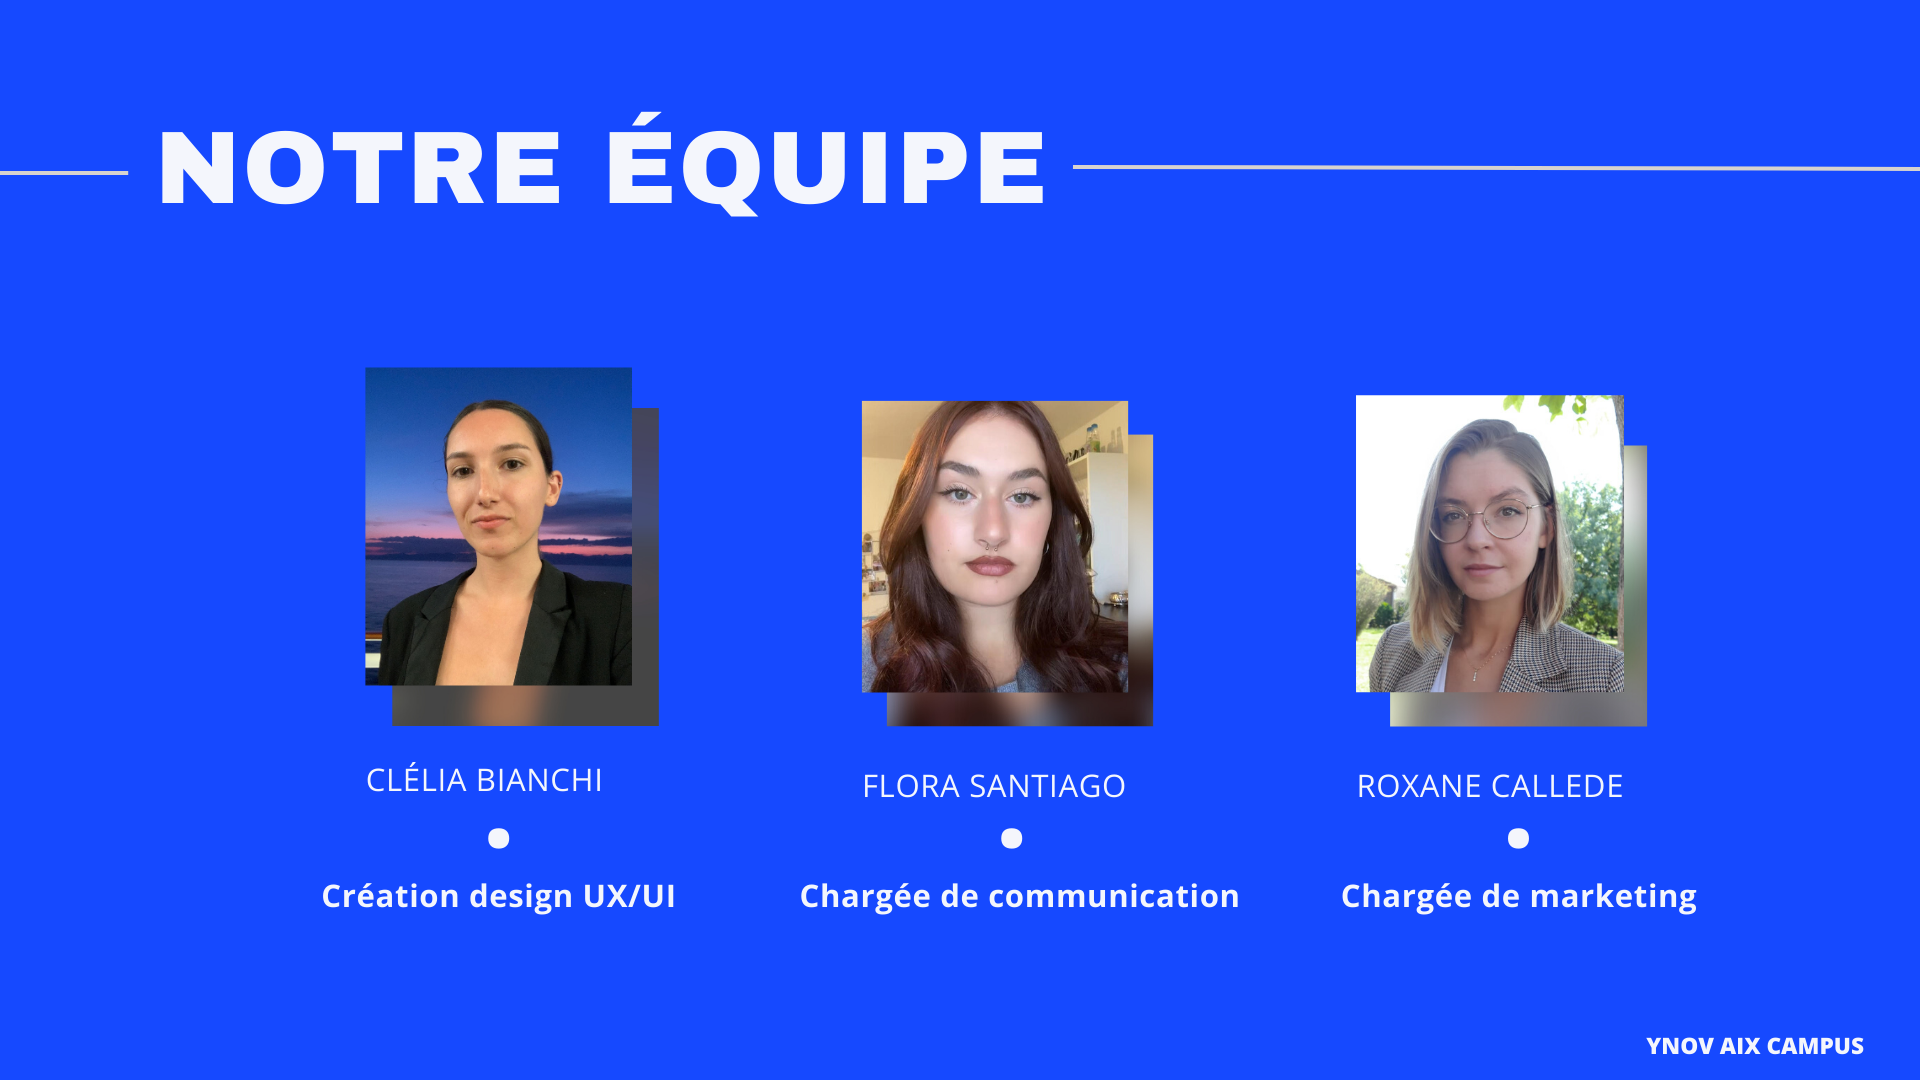 NOTRE ÉQUIPE
CLÉLIA BIANCHI
Création design UX/UI
FLORA SANTIAGO
Chargée de communication
ROXANE CALLEDE
Chargée de marketing
YNOV AIX CAMPUS